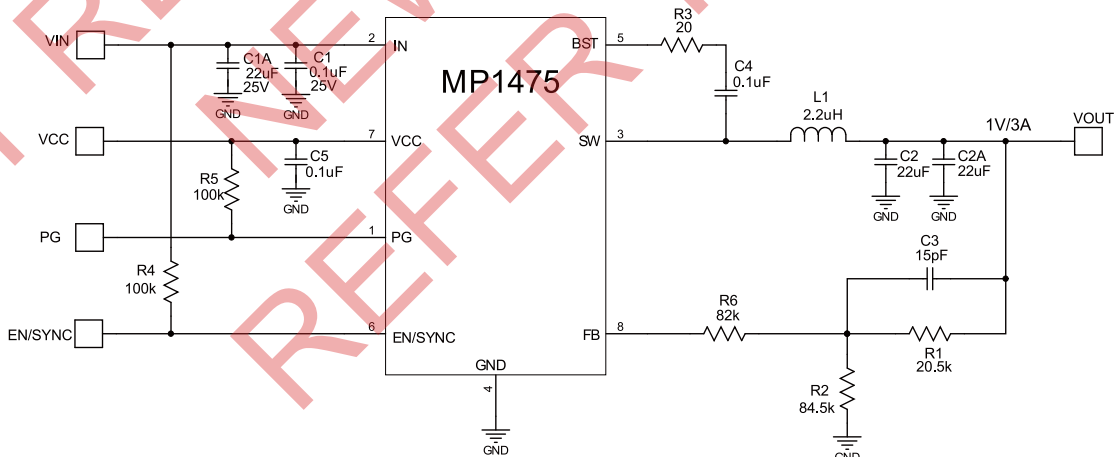 VIN
C1A
22uF
25V
GND
C1
0.1uF
25V
GND
2
IN
MP1475
BST
5
R3
20
C4
0.1uF
VCC
7
VCC
C5
0.1uF
GND
R5
100k
SW
3
L1
2.2uH
1V/3A
VOUT
C2
22uF
GND
C2A
22uF
GND
PG
1
PG
R4
100k
C3
15pF
EN/SYNC
6
EN/SYNC
FB
8
R6
82k
R1
20.5k
R2
84.5k
GND
GND
4
GND
REFER